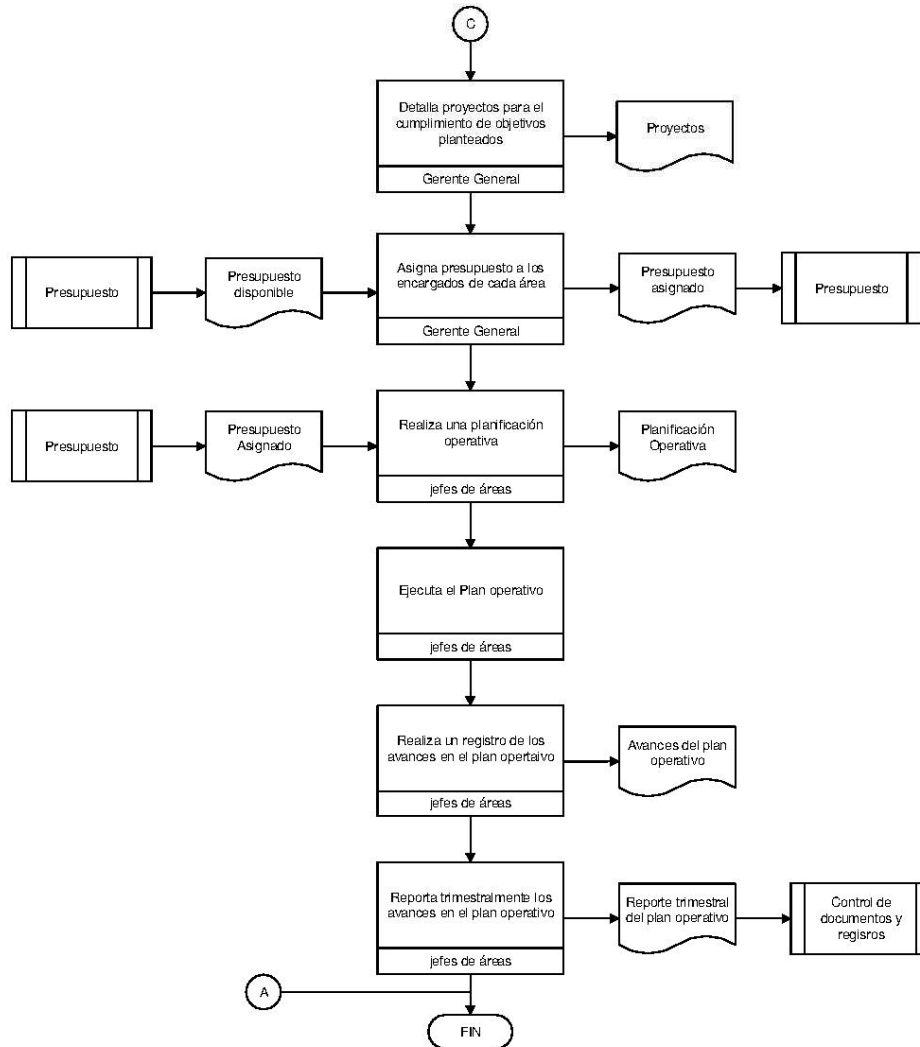 C
Detalla proyectos para el
cumplimiento de objetivos
planteados
Gerente General
Proyectos
Presupuesto
Presupuesto
disponible
Asigna presupuesto a los
encargados de cada área
Gerente General
Presupuesto
asignado
Presupuesto
Presupuesto
Presupuesto
Asignado
Realiza una planificación
operativa
jefes de áreas
Planificación
Operativa
Ejecuta el Plan operativo
jefes de áreas
Realiza un registro de los
avances en el plan opertaivo
jefes de áreas
Avances del plan
operativo
Reporta trimestralmente los
avances en el plan operativo
jefes de áreas
Reporte trimestral
del plan operativo
Control de
documentos y
regisros
A
FIN